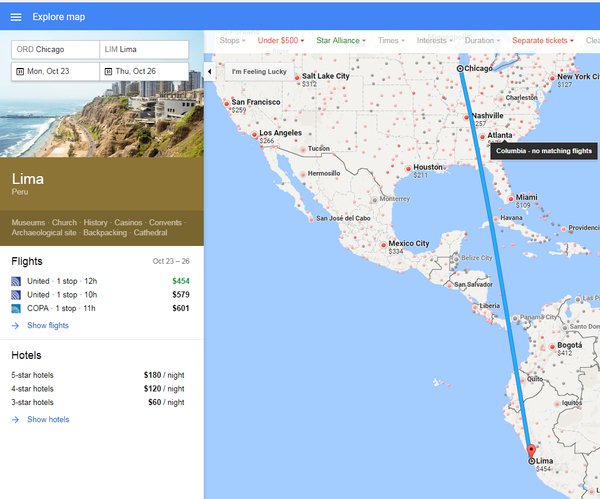 Explore map
ORD Chicago
LIM Lima
Mon, Oct 23
Thu, Oct 26
Lima
Peru
Museums · Church · History · Casinos · Convents ·
Archaeological site · Backpacking · Cathedral
Flights
Oct 23 – 26
United · 1 stop · 12h $454
United · 1 stop · 10h $579
COPA · 1 stop · 11h $601
Show flights
Hotels
5-star hotels $180 / night
4-star hotels $120 / night
3-star hotels $60 / night
Show hotels
Stops
Under $500
Star Alliance
Times
Interests
Duration
Separate tickets
I'm Feeling Lucky
Chicago
Salt Lake City
$312
New York City
$127
Charleston
San Francisco
$259
Nashville
257
Los Angeles
$266
Atlanta
Columbia - no matching flights
Tucson
Houston
$211
Hermosillo
Monterrey
Miami
$109
San José del Cabo
Havana
Mexico City
$334
Belize City
San Salvador
Liberia
Panama City
Bogotá
$412
Quito
Iquitos
Lima
$454